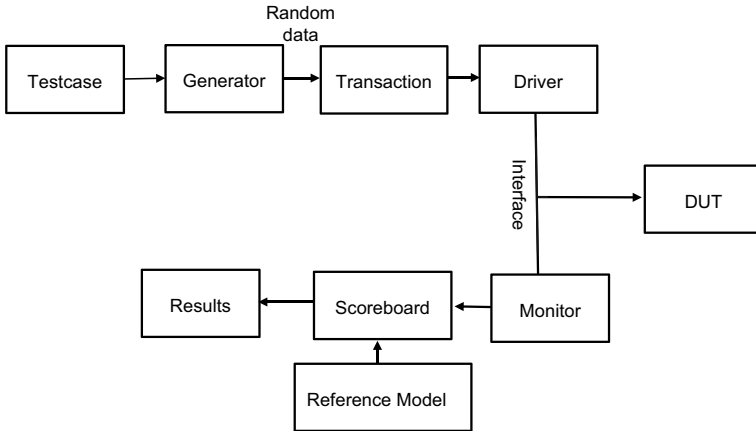 Random
data
Testcase
Generator
Transaction
Driver
Interface
DUT
Results
Scoreboard
Monitor
Reference Model